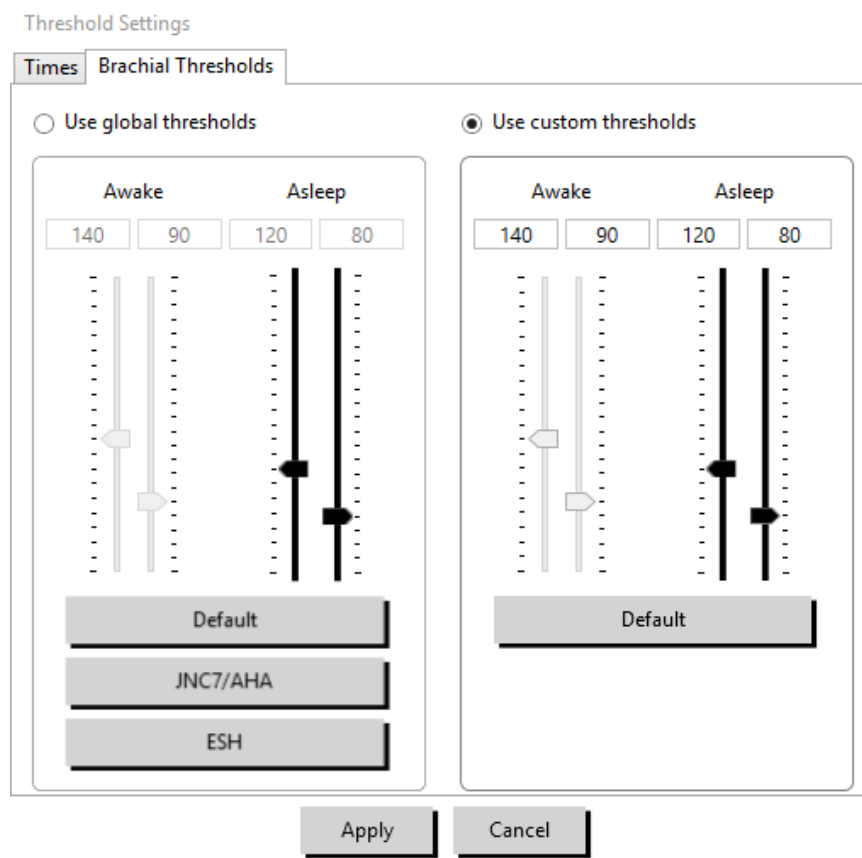 Threshold Settings
Times Brachial Thresholds
Use global thresholds Use custom thresholds
Awake Asleep Awake Asleep
140 90 120 80 140 90 120 80
Default Default
JNC7/AHA
ESH
Apply Cancel